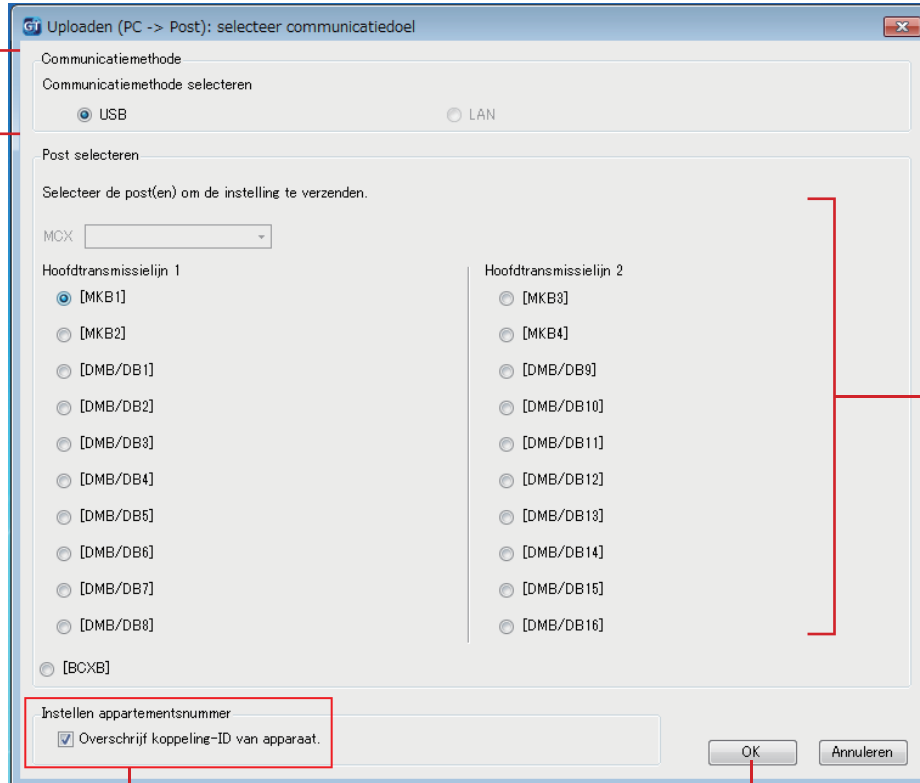 GT Uploaden (PC -> Post): selecteer communicatiedoel
Communicatiemethode
Communicatiemethode selecteren
USB
LAN
Post selecteren
Selecteer de post(en) om de instelling te verzenden.
MCX
Hoofdtransmissielijn 1
Hoofdtransmissielijn 2
[MKB1]
[MKB3]
[MKB2]
[MKB4]
[DMB/DB1]
[DMB/DB9]
[DMB/DB2]
[DMB/DB10]
[DMB/DB3]
[DMB/DB11]
[DMB/DB4]
[DMB/DB12]
[DMB/DB5]
[DMB/DB13]
[DMB/DB6]
[DMB/DB14]
[DMB/DB7]
[DMB/DB15]
[DMB/DB8]
[DMB/DB16]
[BCXB]
Instellen appartementsnummer
Overschrijf koppeling-ID van apparaat.
OK
Annuleren